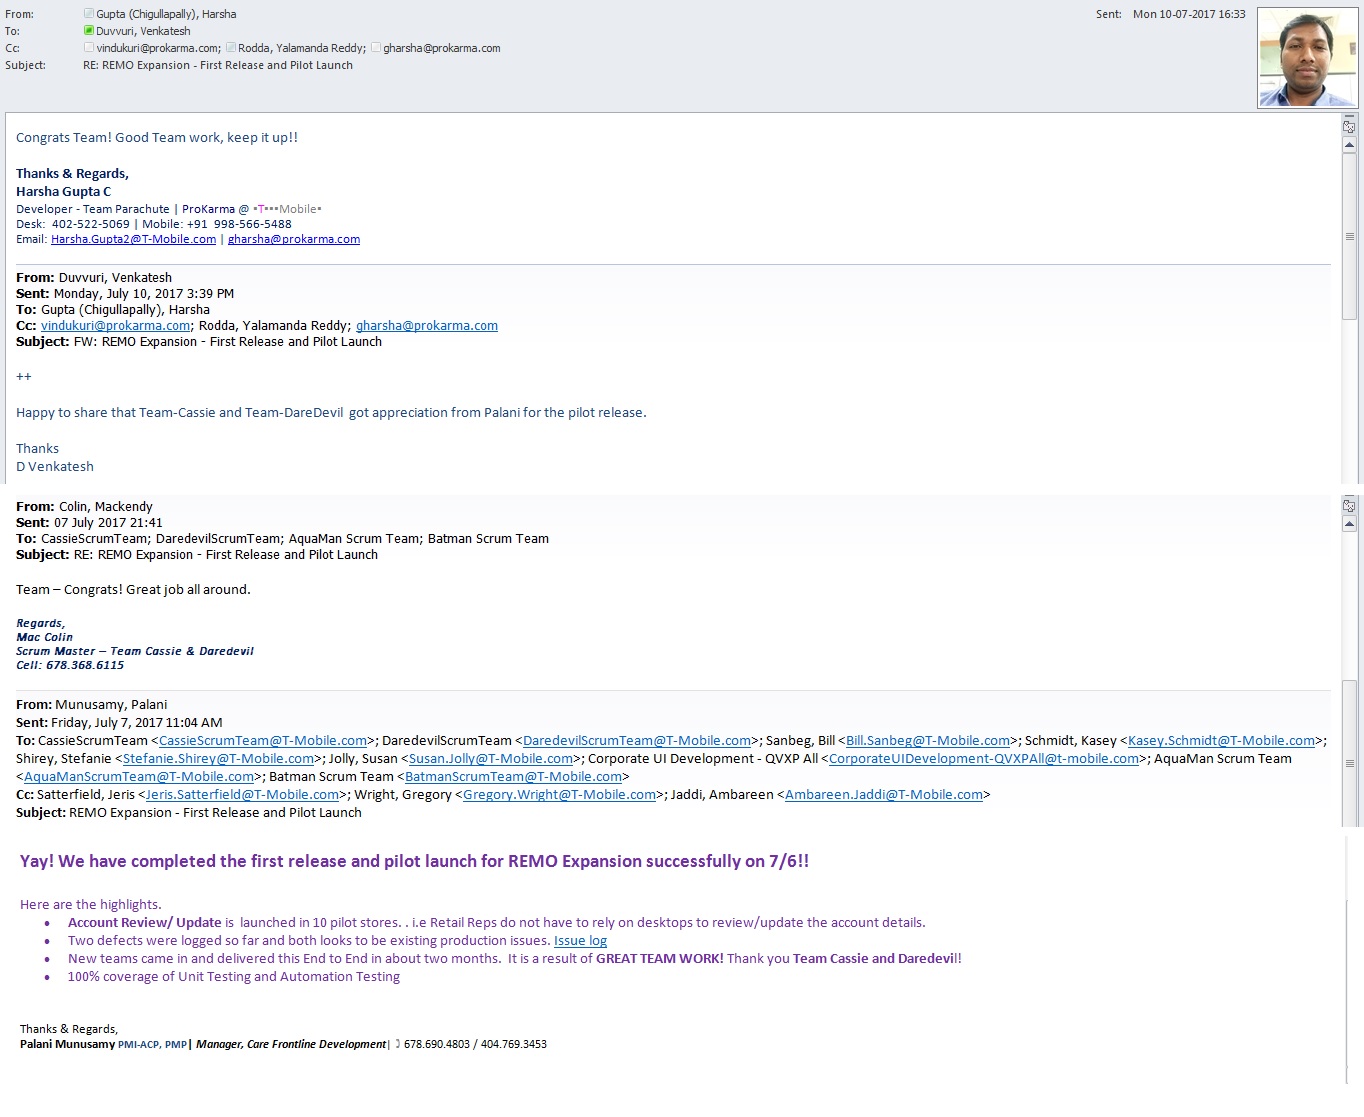 From: Gupta (Chigullapally), Harsha
Sent: Mon 10-07-2017 16:33
To: Duvvuri, Venkatesh
Cc: vindukuri@prokarma.com; Rodda, Yalamanda Reddy; gharsha@prokarma.com
Subject: RE: REMO Expansion - First Release and Pilot Launch
Congrats Team! Good Team work, keep it up!!
Thanks & Regards,
Harsha Gupta C
Developer - Team Parachute | ProKarma @ ▪T▪▪▪Mobile▪
Desk: 402-522-5069 | Mobile: +91 998-566-5488
Email: Harsha.Gupta2@T-Mobile.com | gharsha@prokarma.com
From: Duvvuri, Venkatesh
Sent: Monday, July 10, 2017 3:39 PM
To: Gupta (Chigullapally), Harsha
Cc: vindukuri@prokarma.com; Rodda, Yalamanda Reddy; gharsha@prokarma.com
Subject: FW: REMO Expansion - First Release and Pilot Launch
++
Happy to share that Team-Cassie and Team-DareDevil got appreciation from Palani for the pilot release.
Thanks
D Venkatesh
From: Colin, Mackendy
Sent: 07 July 2017 21:41
To: CassieScrumTeam; DaredevilScrumTeam; AquaMan Scrum Team; Batman Scrum Team
Subject: RE: REMO Expansion - First Release and Pilot Launch
Team – Congrats! Great job all around.
Regards,
Mac Colin
Scrum Master – Team Cassie & Daredevil
Cell: 678.368.6115
From: Munusamy, Palani
Sent: Friday, July 7, 2017 11:04 AM
To: CassieScrumTeam <CassieScrumTeam@T-Mobile.com>; DaredevilScrumTeam <DaredevilScrumTeam@T-Mobile.com>; Sanbeg, Bill <Bill.Sanbeg@T-Mobile.com>; Schmidt, Kasey <Kasey.Schmidt@T-Mobile.com>;
Shirey, Stefanie <Stefanie.Shirey@T-Mobile.com>; Jolly, Susan <Susan.Jolly@T-Mobile.com>; Corporate UI Development - QVXP All <CorporateUIDevelopment-QVXPAll@t-mobile.com>; AquaMan Scrum Team
<AquaManScrumTeam@T-Mobile.com>; Batman Scrum Team <BatmanScrumTeam@T-Mobile.com>
Cc: Satterfield, Jeris <Jeris.Satterfield@T-Mobile.com>; Wright, Gregory <Gregory.Wright@T-Mobile.com>; Jaddi, Ambareen <Ambareen.Jaddi@T-Mobile.com>
Subject: REMO Expansion - First Release and Pilot Launch
Yay! We have completed the first release and pilot launch for REMO Expansion successfully on 7/6!!
Here are the highlights.
• Account Review/ Update is launched in 10 pilot stores. . i.e Retail Reps do not have to rely on desktops to review/update the account details.
• Two defects were logged so far and both looks to be existing production issues. Issue log
• New teams came in and delivered this End to End in about two months. It is a result of GREAT TEAM WORK! Thank you Team Cassie and Daredevil!
• 100% coverage of Unit Testing and Automation Testing
Thanks & Regards,
Palani Munusamy PMI-ACP, PMP| Manager, Care Frontline Development| 678.690.4803 / 404.769.3453